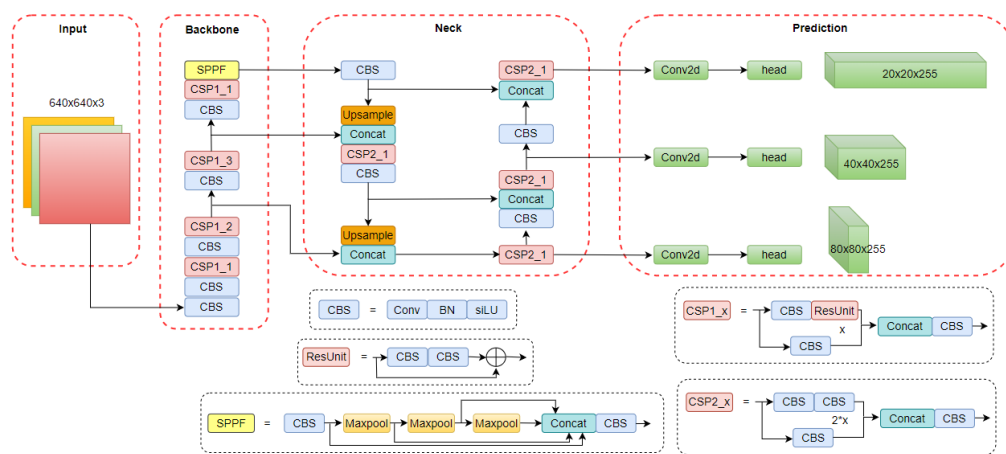 Input
Backbone
Neck
Prediction
640x640x3
SPPF
CSP1_1
CBS
CSP1_3
CBS
CSP1_2
CBS
CSP1_1
CBS
CBS
CBS
Upsample
Concat
CSP2_1
CBS
Upsample
Concat
CSP2_1
Concat
CBS
CSP2_1
Concat
CBS
CSP2_1
Conv2d
head
20x20x255
Conv2d
head
40x40x255
Conv2d
head
80x80x255
CBS = Conv BN siLU
ResUnit = CBS CBS
SPPF = CBS Maxpool Maxpool Maxpool Concat CBS
CSP1_x = CBS ResUnit
x
CBS
Concat CBS
CSP2_x = CBS CBS
2*x
CBS
Concat CBS